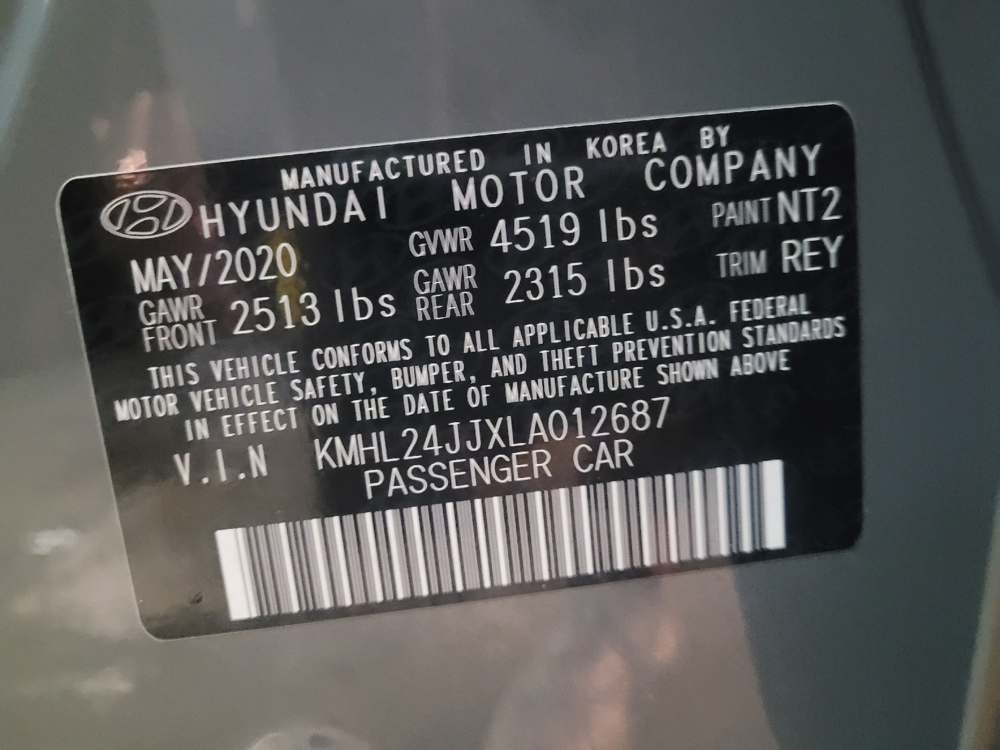 MANUFACTURED IN KOREA BY
HYUNDAI MOTOR COMPANY
MAY/2020 GVWR 4519 lbs PAINT NT2
GAWR FRONT 2513 lbs GAWR REAR 2315 lbs TRIM REY
THIS VEHICLE CONFORMS TO ALL APPLICABLE U.S.A. FEDERAL
MOTOR VEHICLE SAFETY, BUMPER, AND THEFT PREVENTION STANDARDS
IN EFFECT ON THE DATE OF MANUFACTURE SHOWN ABOVE
V.I.N KMHL24JJXLA012687
PASSENGER CAR